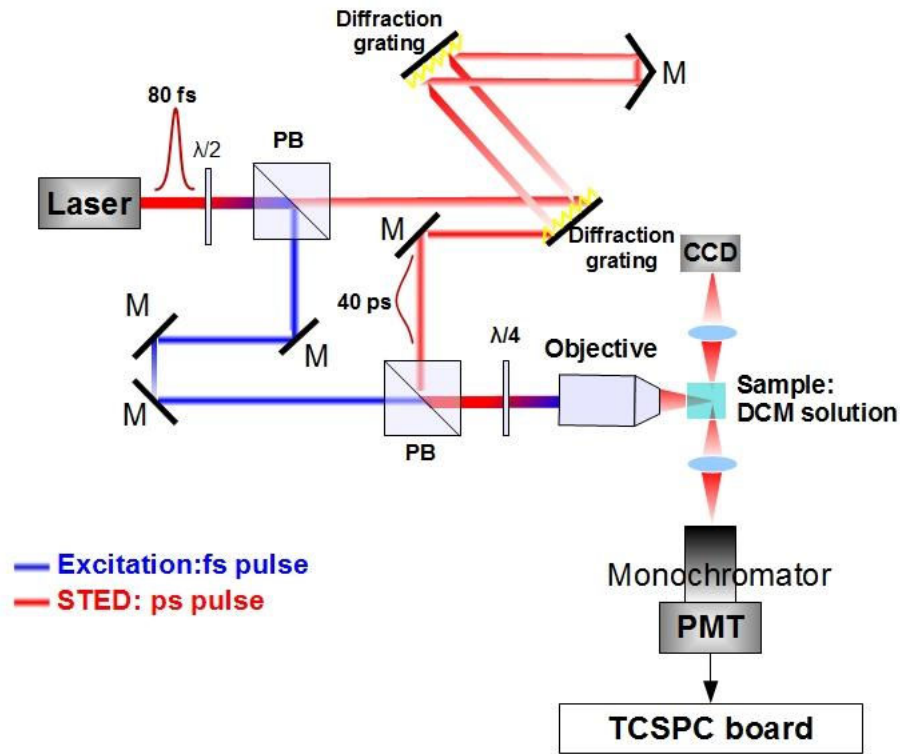 Diffraction
grating
M
80 fs
λ/2
PB
Laser
M
Diffraction
grating
CCD
M
40 ps
M
λ/4
Objective
Sample:
DCM solution
M
PB
Excitation:fs pulse
STED: ps pulse
Monochromator
PMT
TCSPC board